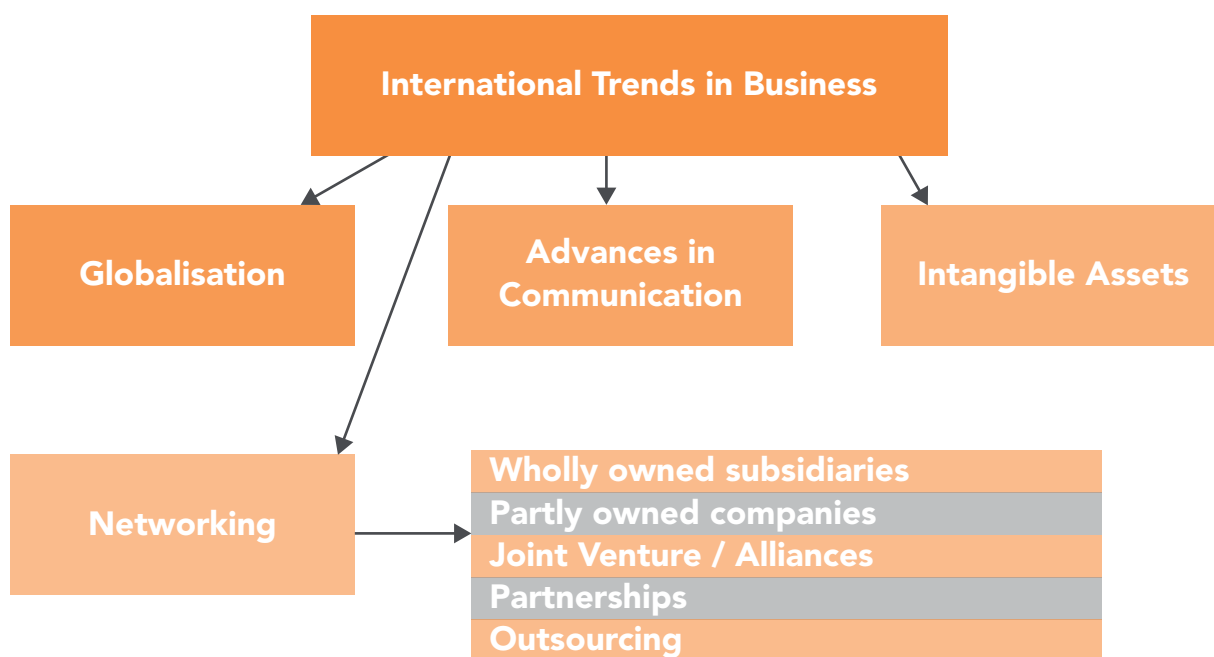 International Trends in Business
Globalisation
Advances in
Communication
Intangible Assets
Networking
Wholly owned subsidiaries
Partly owned companies
Joint Venture / Alliances
Partnerships
Outsourcing